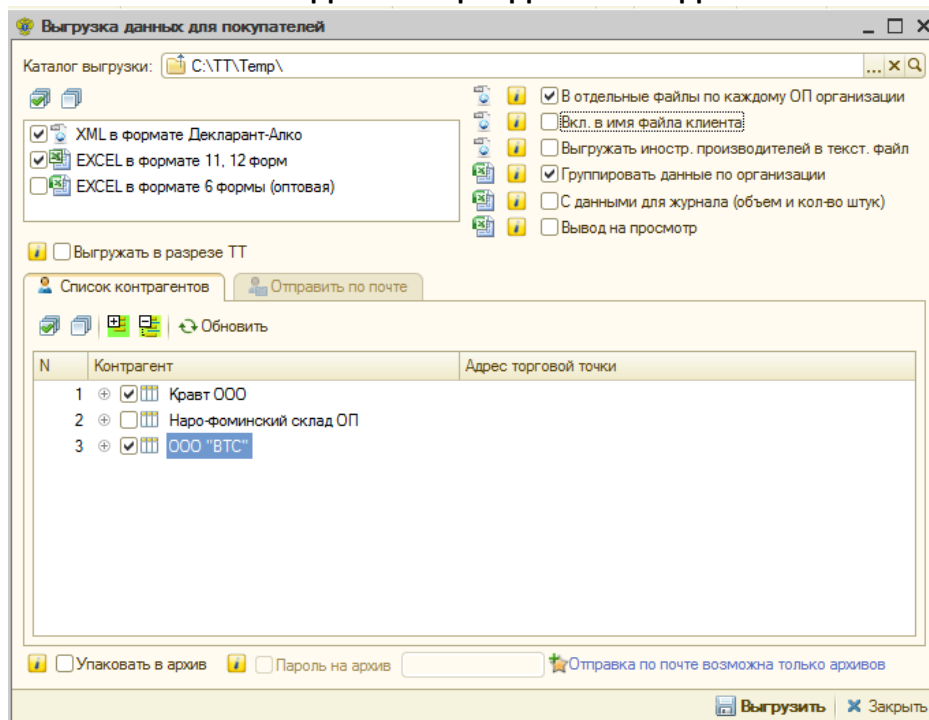 Выгрузка данных для покупателей
Каталог выгрузки: C:\TT\Temp\
...
В отдельные файлы по каждому ОП организации
Вкл. в имя файла клиента
XML в формате Декларант-Алко
Выгружать иностр. производителей в текст. файл
EXCEL в формате 11, 12 форм
Группировать данные по организации
EXCEL в формате 6 формы (оптовая)
С данными для журнала (объем и кол-во штук)
Вывод на просмотр
Выгружать в разрезе ТТ
Список контрагентов Отправить по почте
Обновить
N Контрагент Адрес торговой точки
1 Кравт ООО
2 Наро-фоминский склад ОП
3 ООО "ВТС"
Упаковать в архив Пароль на архив Отправка по почте возможна только архивов
Выгрузить Закрыть